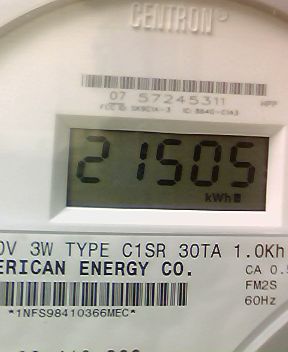 CENTRON®
07 57245311 HPP
21505
kWh
0V 3W TYPE C1SR 30TA 1.0Kh
ERICAN ENERGY CO.
CA 0.5
FM2S
60Hz
*1NFS98410366MEC*